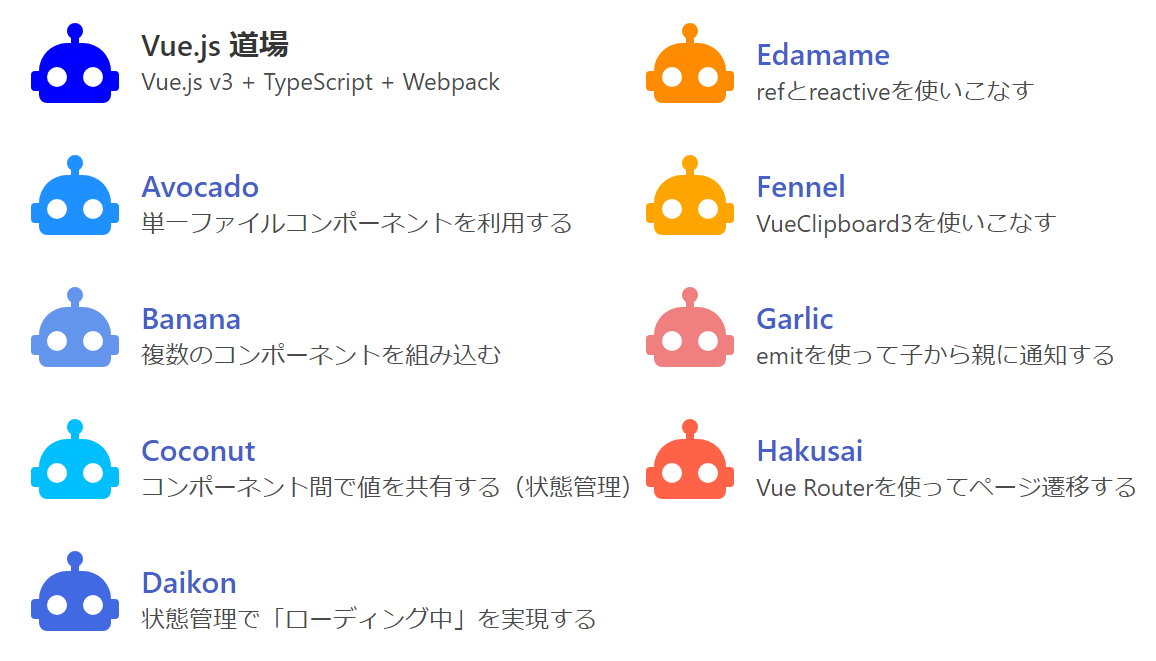 Vue.js 道場
Vue.js v3 + TypeScript + Webpack
Avocado
単一ファイルコンポーネントを利用する
Banana
複数のコンポーネントを組み込む
Coconut
コンポーネント間で値を共有する（状態管理）
Daikon
状態管理で「ローディング中」を実現する
Edamame
refとreactiveを使いこなす
Fennel
VueClipboard3を使いこなす
Garlic
emitを使って子から親に通知する
Hakusai
Vue Routerを使ってページ遷移する